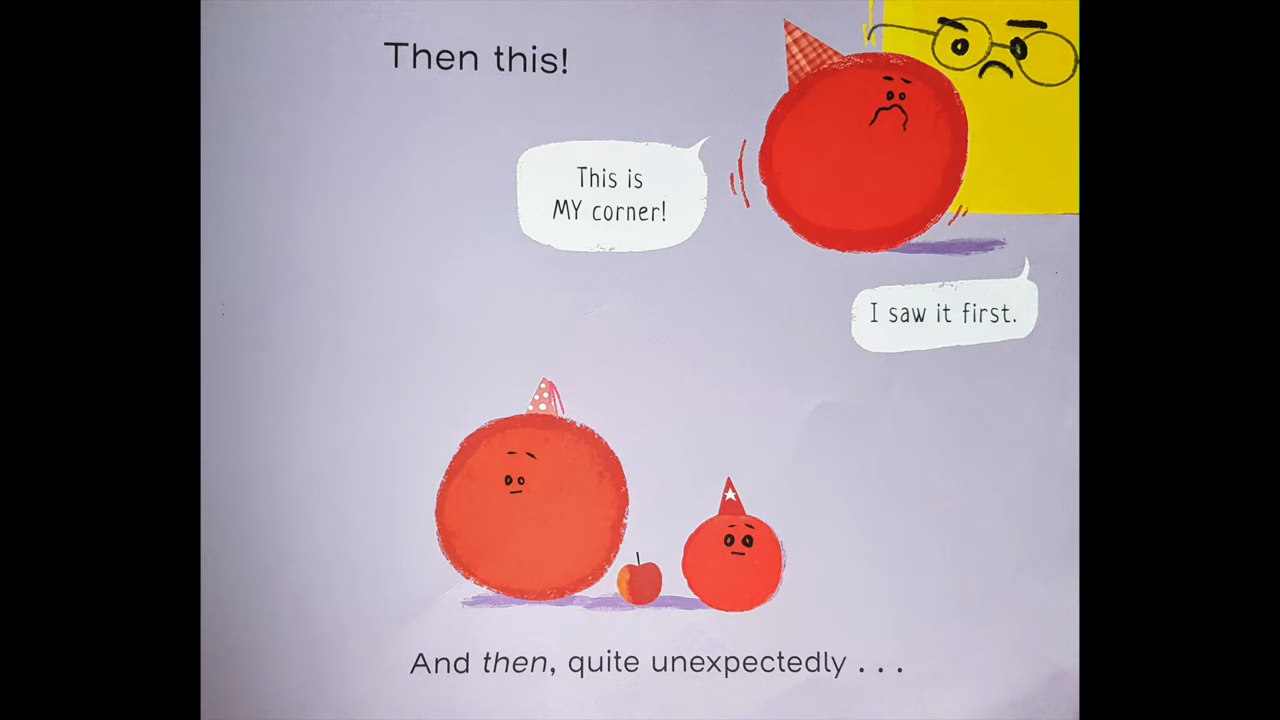 Then this!
This is
MY corner!
I saw it first.
And then, quite unexpectedly . . .